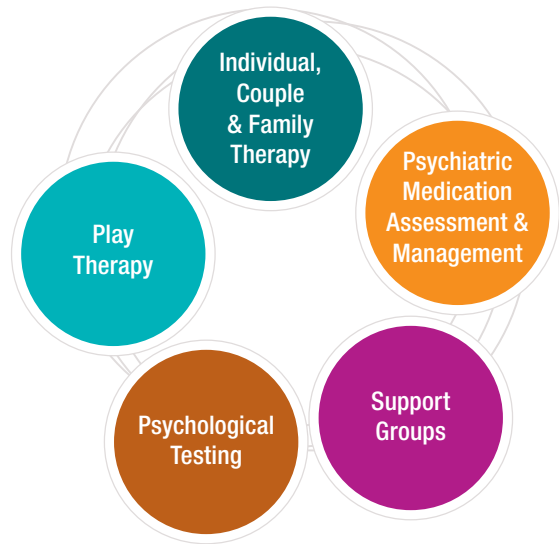 Individual,
Couple
& Family
Therapy
Psychiatric
Medication
Assessment &
Management
Support
Groups
Psychological
Testing
Play
Therapy